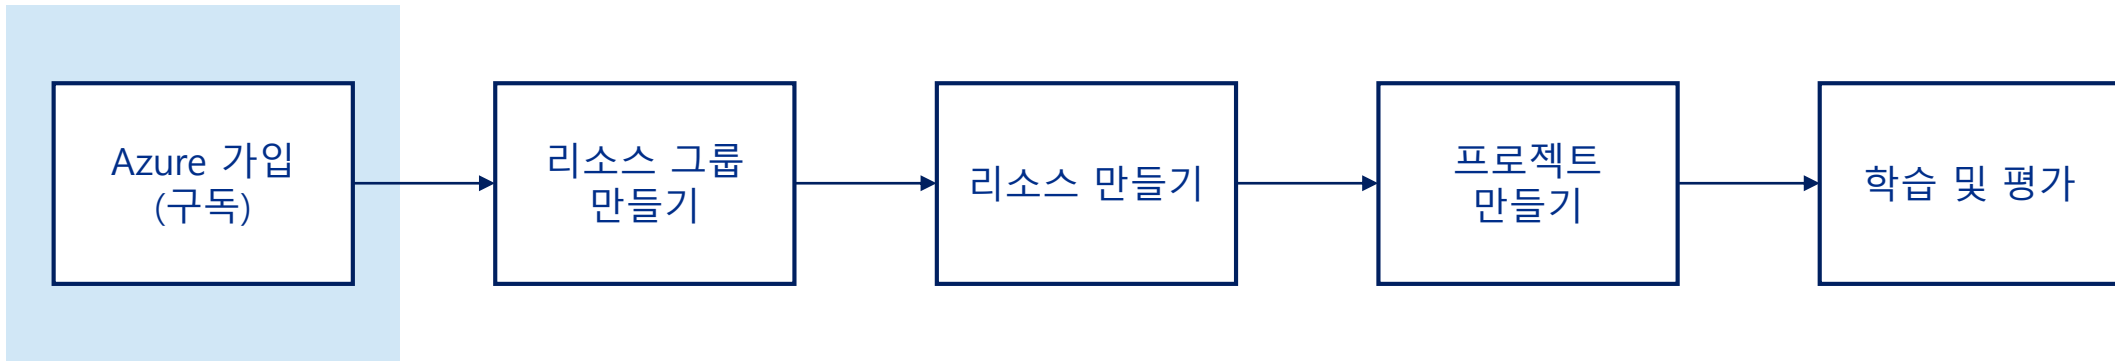 Azure 가입
(구독)
리소스 그룹
만들기
리소스 만들기
프로젝트
만들기
학습 및 평가